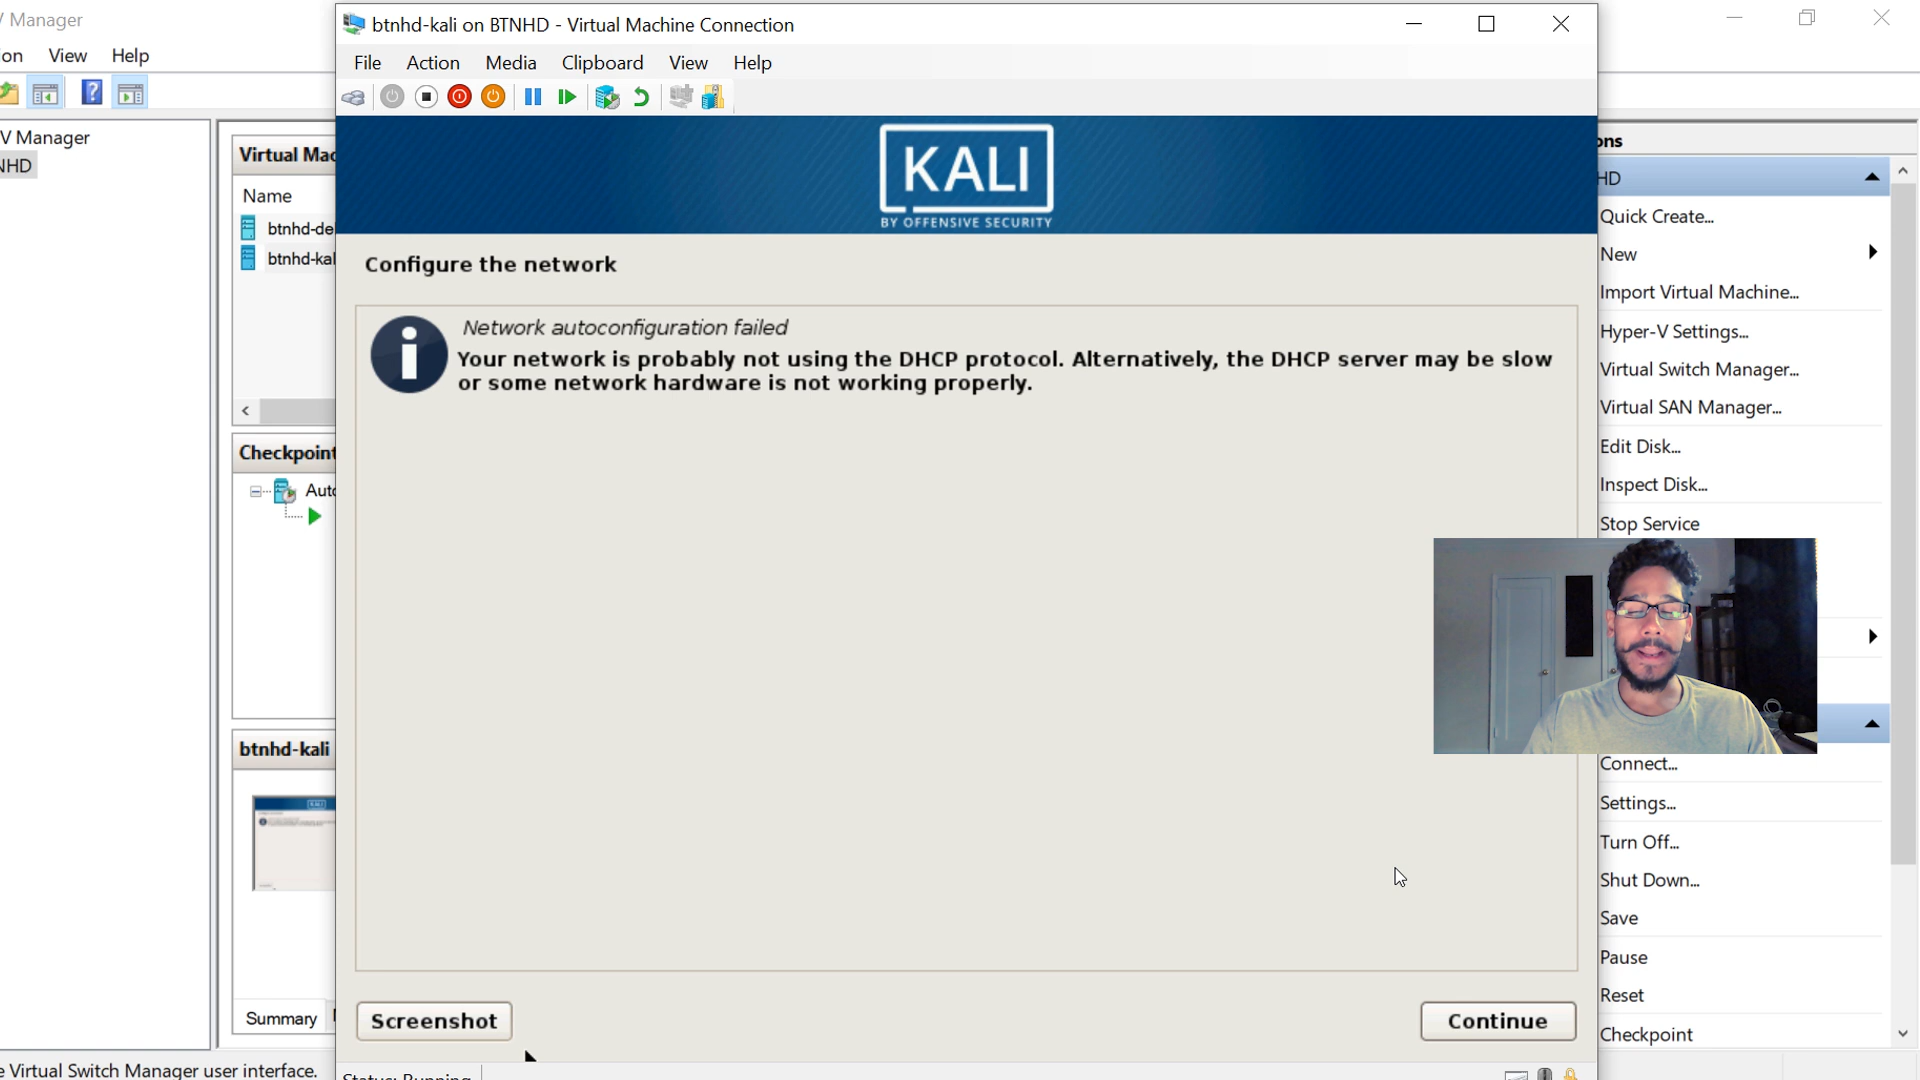 V Manager
btnhd-kali on BTNHD - Virtual Machine Connection
on View Help
File Action Media Clipboard View Help
V Manager
NHD
Virtual Mac
Name
btnhd-de
btnhd-kal
Checkpoint
Auto
btnhd-kali
Summary
e Virtual Switch Manager user interface.
KALI
BY OFFENSIVE SECURITY
Configure the network
Network autoconfiguration failed
Your network is probably not using the DHCP protocol. Alternatively, the DHCP server may be slow
or some network hardware is not working properly.
Screenshot
Continue
Status: Running
ons
HD
Quick Create...
New
Import Virtual Machine...
Hyper-V Settings...
Virtual Switch Manager...
Virtual SAN Manager...
Edit Disk...
Inspect Disk...
Stop Service
Connect...
Settings...
Turn Off...
Shut Down...
Save
Pause
Reset
Checkpoint